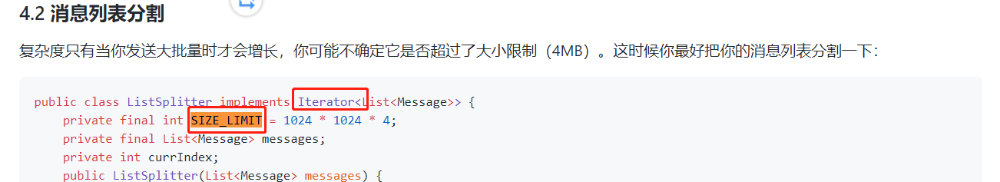 4.2 消息列表分割
复杂度只有当你发送大批量时才会增长，你可能不确定它是否超过了大小限制（4MB）。这时候你最好把你的消息列表分割一下：
public class ListSplitter implements Iterator<List<Message>> {
    private final int SIZE_LIMIT = 1024 * 1024 * 4;
    private final List<Message> messages;
    private int currIndex;
    public ListSplitter(List<Message> messages) {